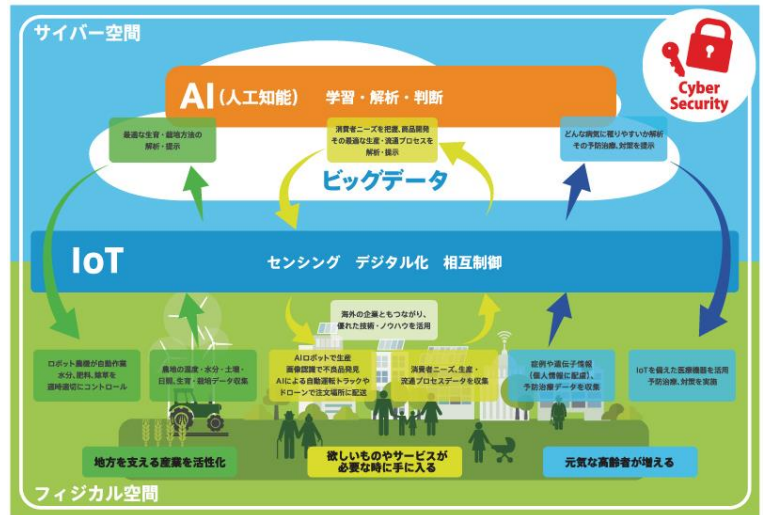 サイバー空間
Cyber
Security
AI(人工知能) 学習・解析・判断
最適な生育・栽培方法の
解析・提示
消費者ニーズを把握、商品開発
その最適な生産・流通プロセスを
解析・提示
どんな病気に罹りやすいか解析
その予防治療、対策を提示
ビッグデータ
IoT
センシング デジタル化 相互制御
海外の企業ともつながり、
優れた技術・ノウハウを活用
ロボット農機が自動作業
水分、肥料、除草を
適時適切にコントロール
農地の温度・水分・土壌・
日照、生育・栽培データ収集
AIロボットで生産
画像認識で不良品発見
AIによる自動運転トラックや
ドローンで注文場所に配送
消費者ニーズ、生産・
流通プロセスデータを収集
症例や遺伝子情報
(個人情報に配慮)、
予防治療データを収集
IoTを備えた医療機器を活用
予防治療、対策を実施
地方を支える産業を活性化
欲しいものやサービスが
必要な時に手に入る
元気な高齢者が増える
フィジカル空間